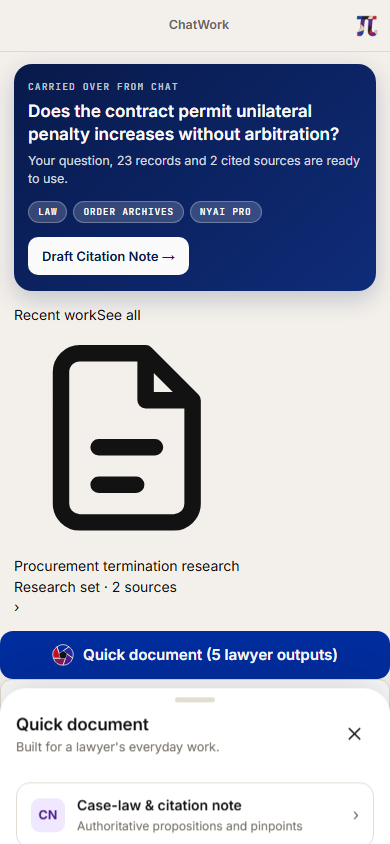 ChatWork
CARRIED OVER FROM CHAT
Does the contract permit unilateral
penalty increases without arbitration?
Your question, 23 records and 2 cited sources are ready
to use.
LAW
ORDER ARCHIVES
NYAI PRO
Draft Citation Note →
Recent workSee all
Procurement termination research
Research set · 2 sources
›
Quick document (5 lawyer outputs)
Quick document
Built for a lawyer's everyday work.
CN
Case-law & citation note
Authoritative propositions and pinpoints
›